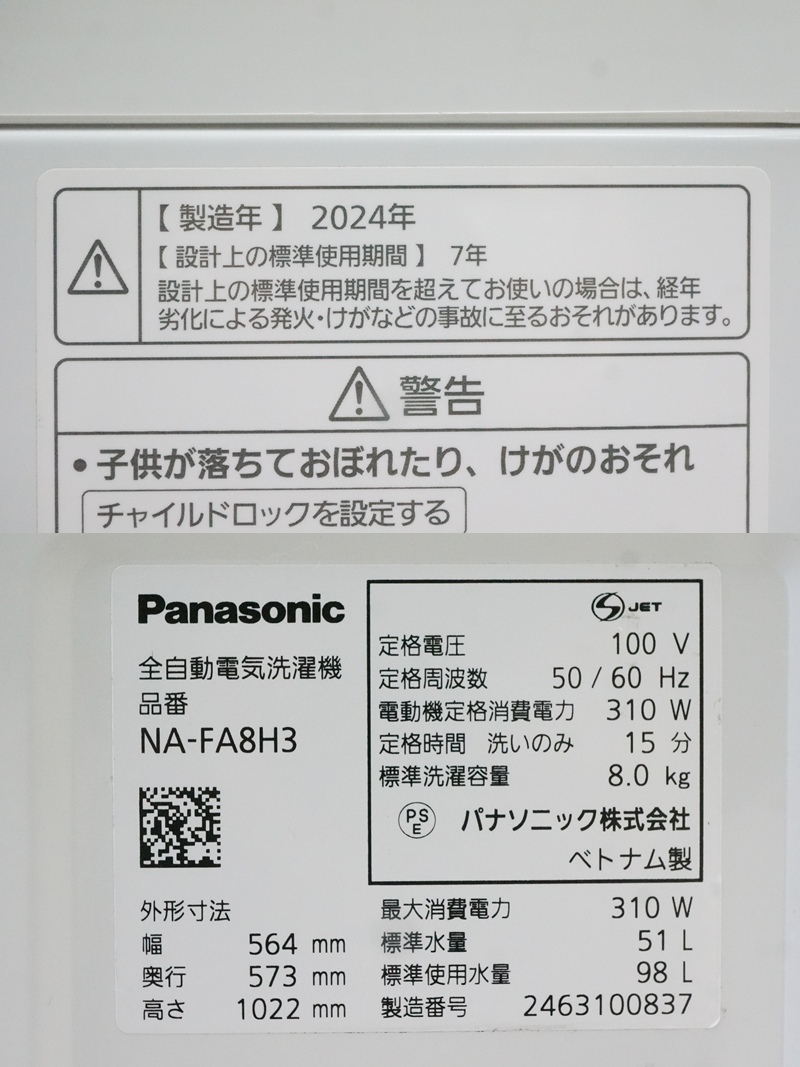 【 製造年 】 2024年
【 設計上の標準使用期間 】 7年
設計上の標準使用期間を超えてお使いの場合は、経年
劣化による発火・けがなどの事故に至るおそれがあります。
警告
• 子供が落ちておぼれたり、けがのおそれ
チャイルドロックを設定する
Panasonic
全自動電気洗濯機
品番
NA-FA8H3
JET
定格電圧 100 V
定格周波数 50 / 60 Hz
電動機定格消費電力 310 W
定格時間 洗いのみ 15 分
標準洗濯容量 8.0 kg
PSE パナソニック株式会社
ベトナム製
外形寸法
幅 564 mm
奥行 573 mm
高さ 1022 mm
最大消費電力 310 W
標準水量 51 L
標準使用水量 98 L
製造番号 2463100837